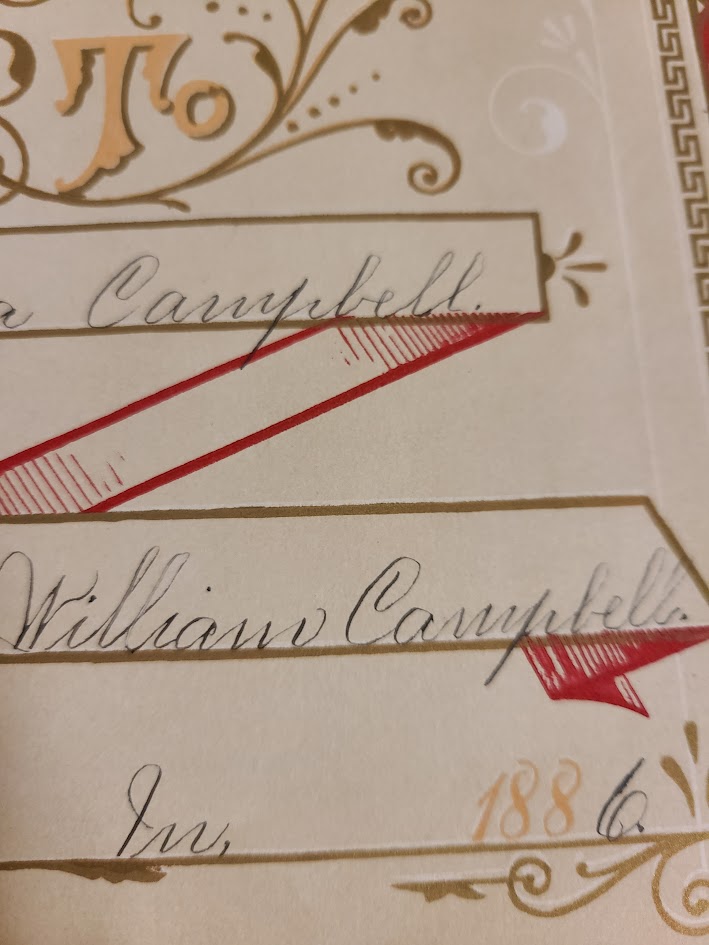 To
a Campbell.
William Campbell.
In, 1886.